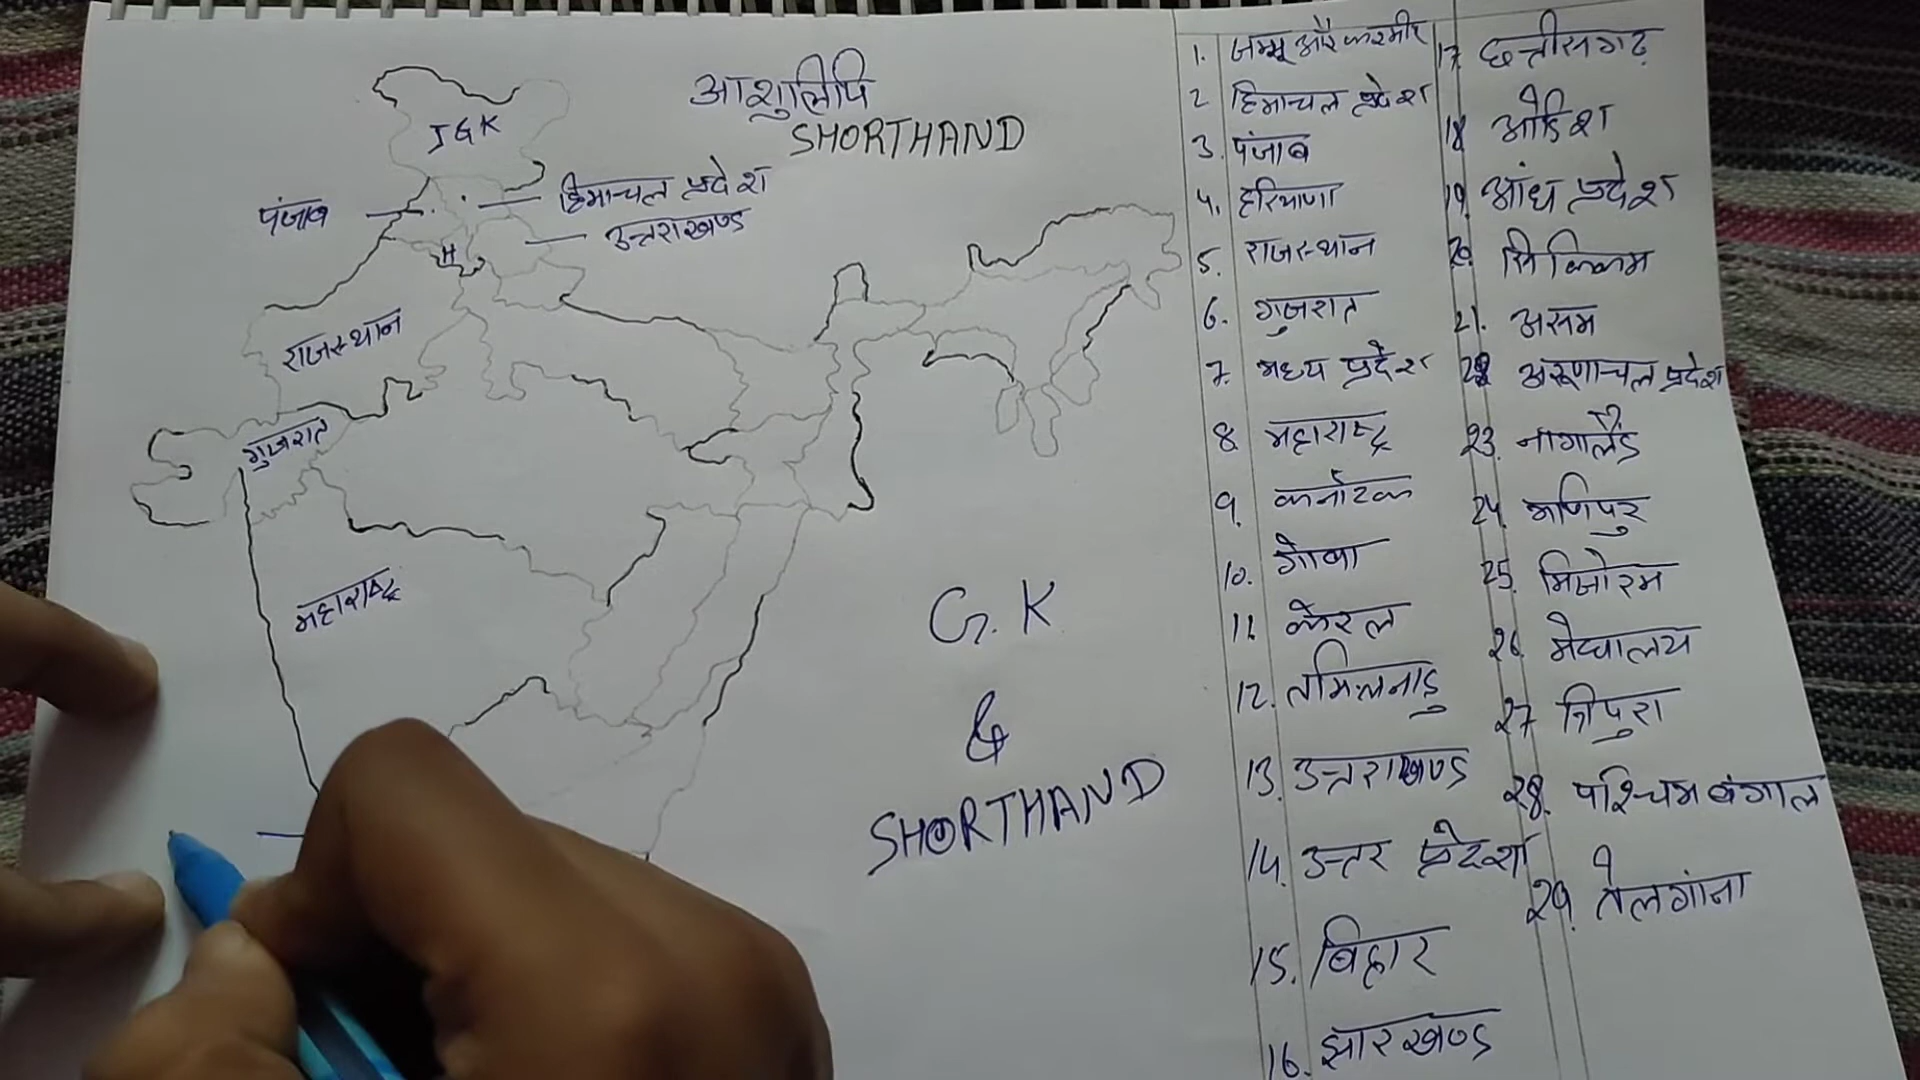 आशुलिपि
SHORTHAND
J&K
पंजाब
हिमाचल प्रदेश
उत्तराखण्ड
H
राजस्थान
गुजरात
महाराष्ट्र
G.K
&
SHORTHAND
1. जम्मू और कश्मीर
2 हिमाचल प्रदेश
3. पंजाब
4. हरियाणा
5. राजस्थान
6. गुजरात
7. मध्य प्रदेश
8 महाराष्ट्र
9. कर्नाटक
10. गोवा
11. केरल
12. तमिलनाडु
13. उत्तराखण्ड
14. उत्तर प्रदेश
15. बिहार
16. झारखण्ड
17. छत्तीसगढ़
18 ओडिशा
19. आंध्र प्रदेश
20. सिक्किम
21. असम
22 अरूणाचल प्रदेश
23. नागालैंड
24. मणिपुर
25. मिजोरम
26. मेघालय
27 त्रिपुरा
28. पश्चिम बंगाल
29. तेलगांना